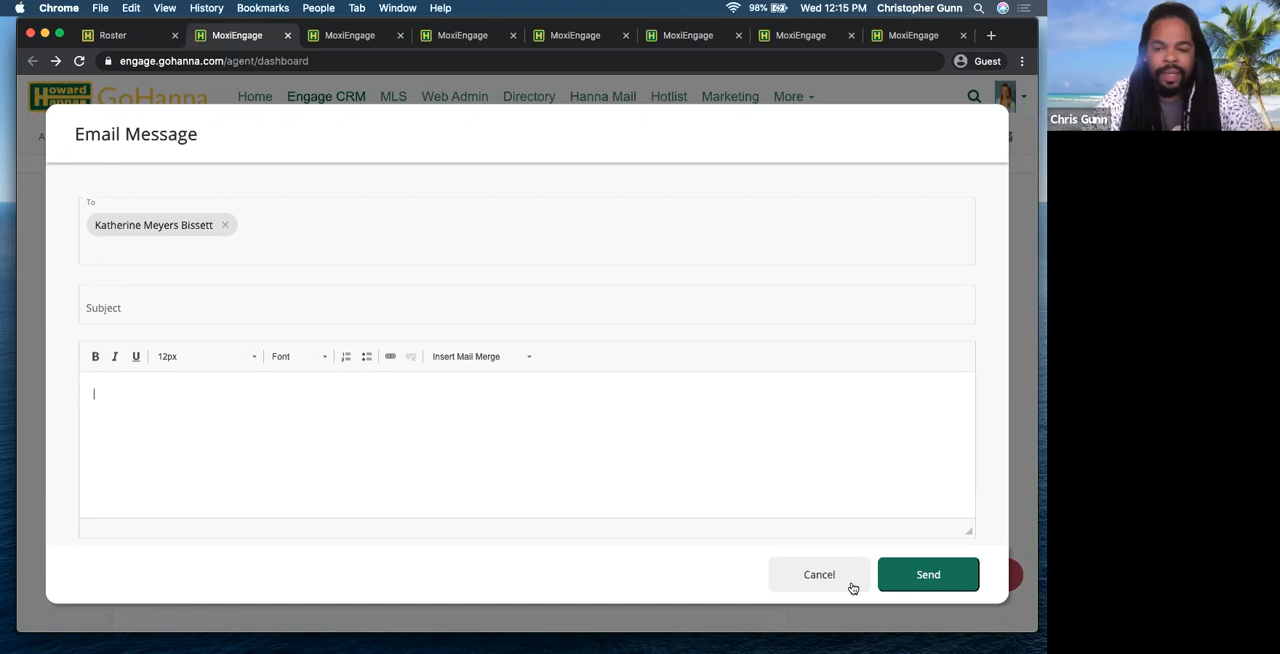 Chrome File Edit View History Bookmarks People Tab Window Help 98% Wed 12:15 PM Christopher Gunn
Roster MoxiEngage MoxiEngage MoxiEngage MoxiEngage MoxiEngage MoxiEngage MoxiEngage
engage.gohanna.com/agent/dashboard Guest
Howard Hanna GoHanna Home Engage CRM MLS Web Admin Directory Hanna Mail Hotlist Marketing More
Chris Gunn
Email Message
To
Katherine Meyers Bissett
Subject
B I U 12px Font Insert Mail Merge
Cancel Send